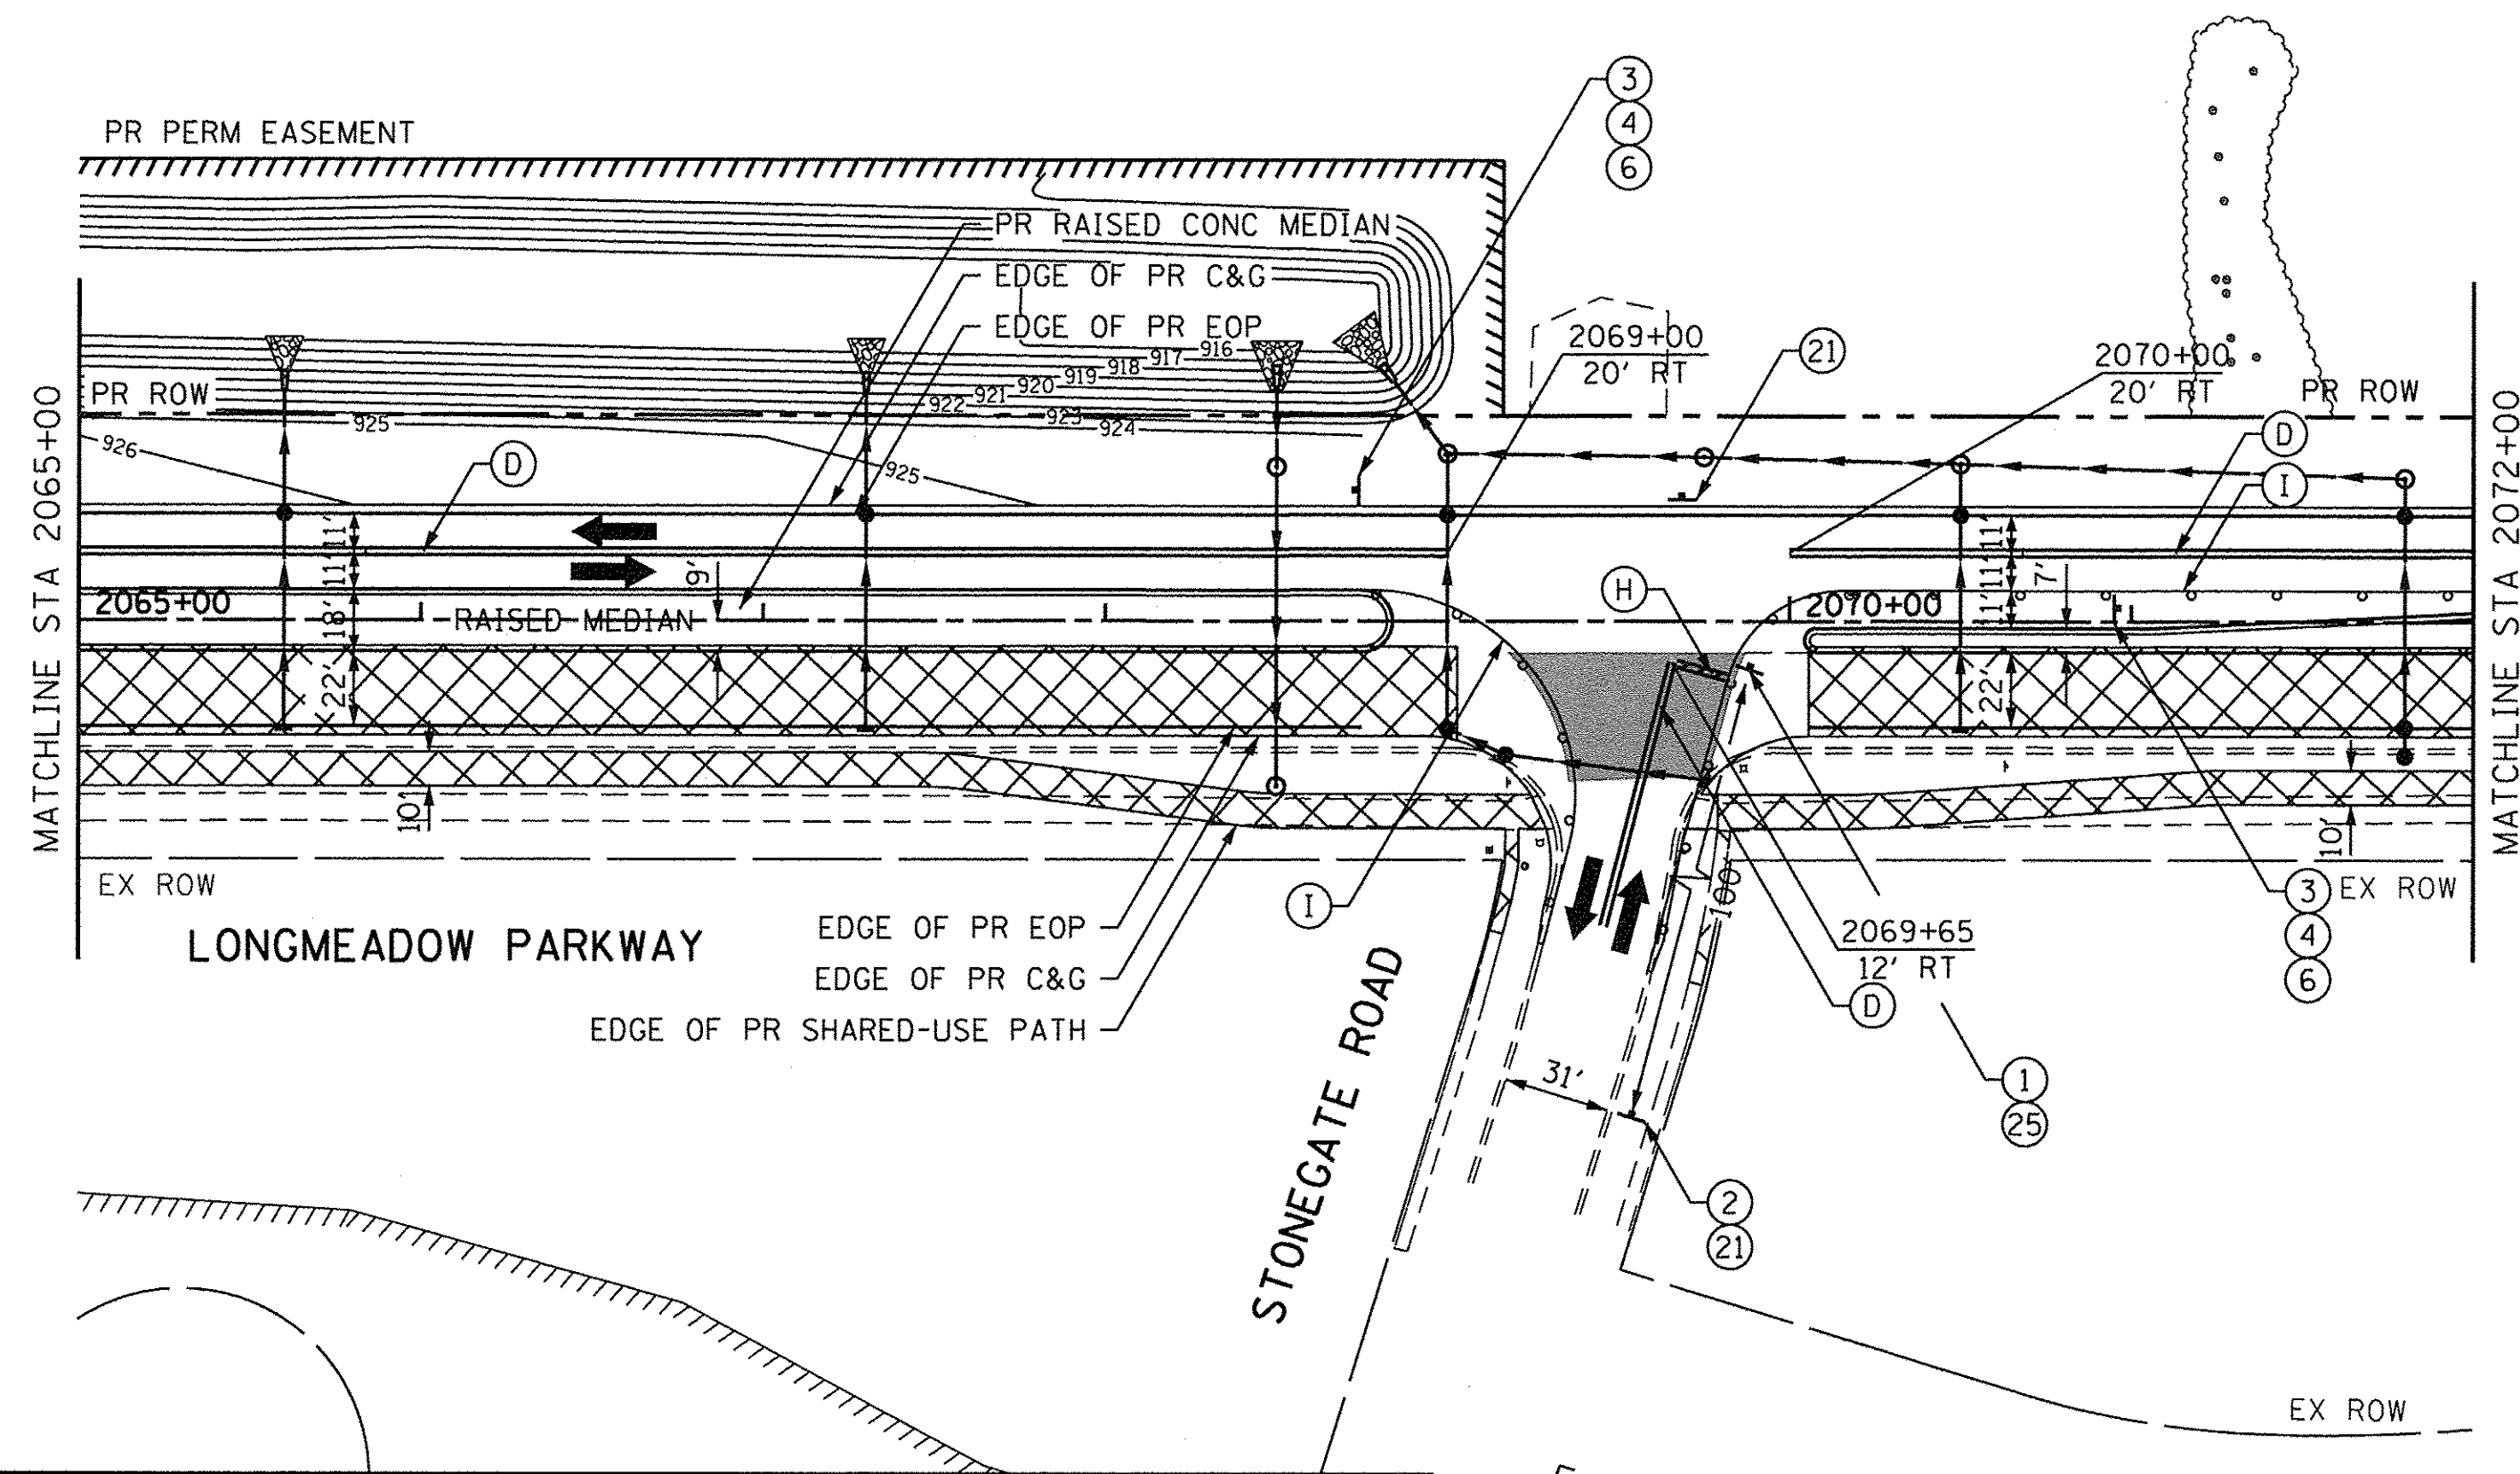 3
4
6
PR PERM EASEMENT
PR RAISED CONC MEDIAN
EDGE OF PR C&G
EDGE OF PR EOP
916
917
918
919
920
921
922
923
924
925
926
925
2069+00
20' RT
21
2070+00
20' RT
PR ROW
PR ROW
D
D
I
MATCHLINE STA 2065+00
MATCHLINE STA 2072+00
11'
11'
18'
22'
9'
11'
11'
11'
7'
22'
2065+00
RAISED MEDIAN
H
2070+00
10'
10'
100'
EX ROW
EX ROW
I
3
4
6
LONGMEADOW PARKWAY
EDGE OF PR EOP
EDGE OF PR C&G
EDGE OF PR SHARED-USE PATH
2069+65
12' RT
D
STONEGATE ROAD
31'
1
25
2
21
EX ROW